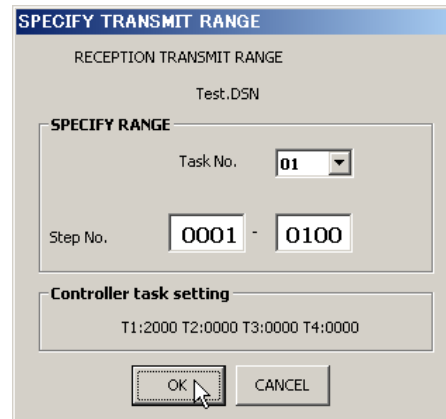 SPECIFY TRANSMIT RANGE
RECEPTION TRANSMIT RANGE
Test.DSN
SPECIFY RANGE
Task No. 01
Step No. 0001 - 0100
Controller task setting
T1:2000 T2:0000 T3:0000 T4:0000
OK CANCEL